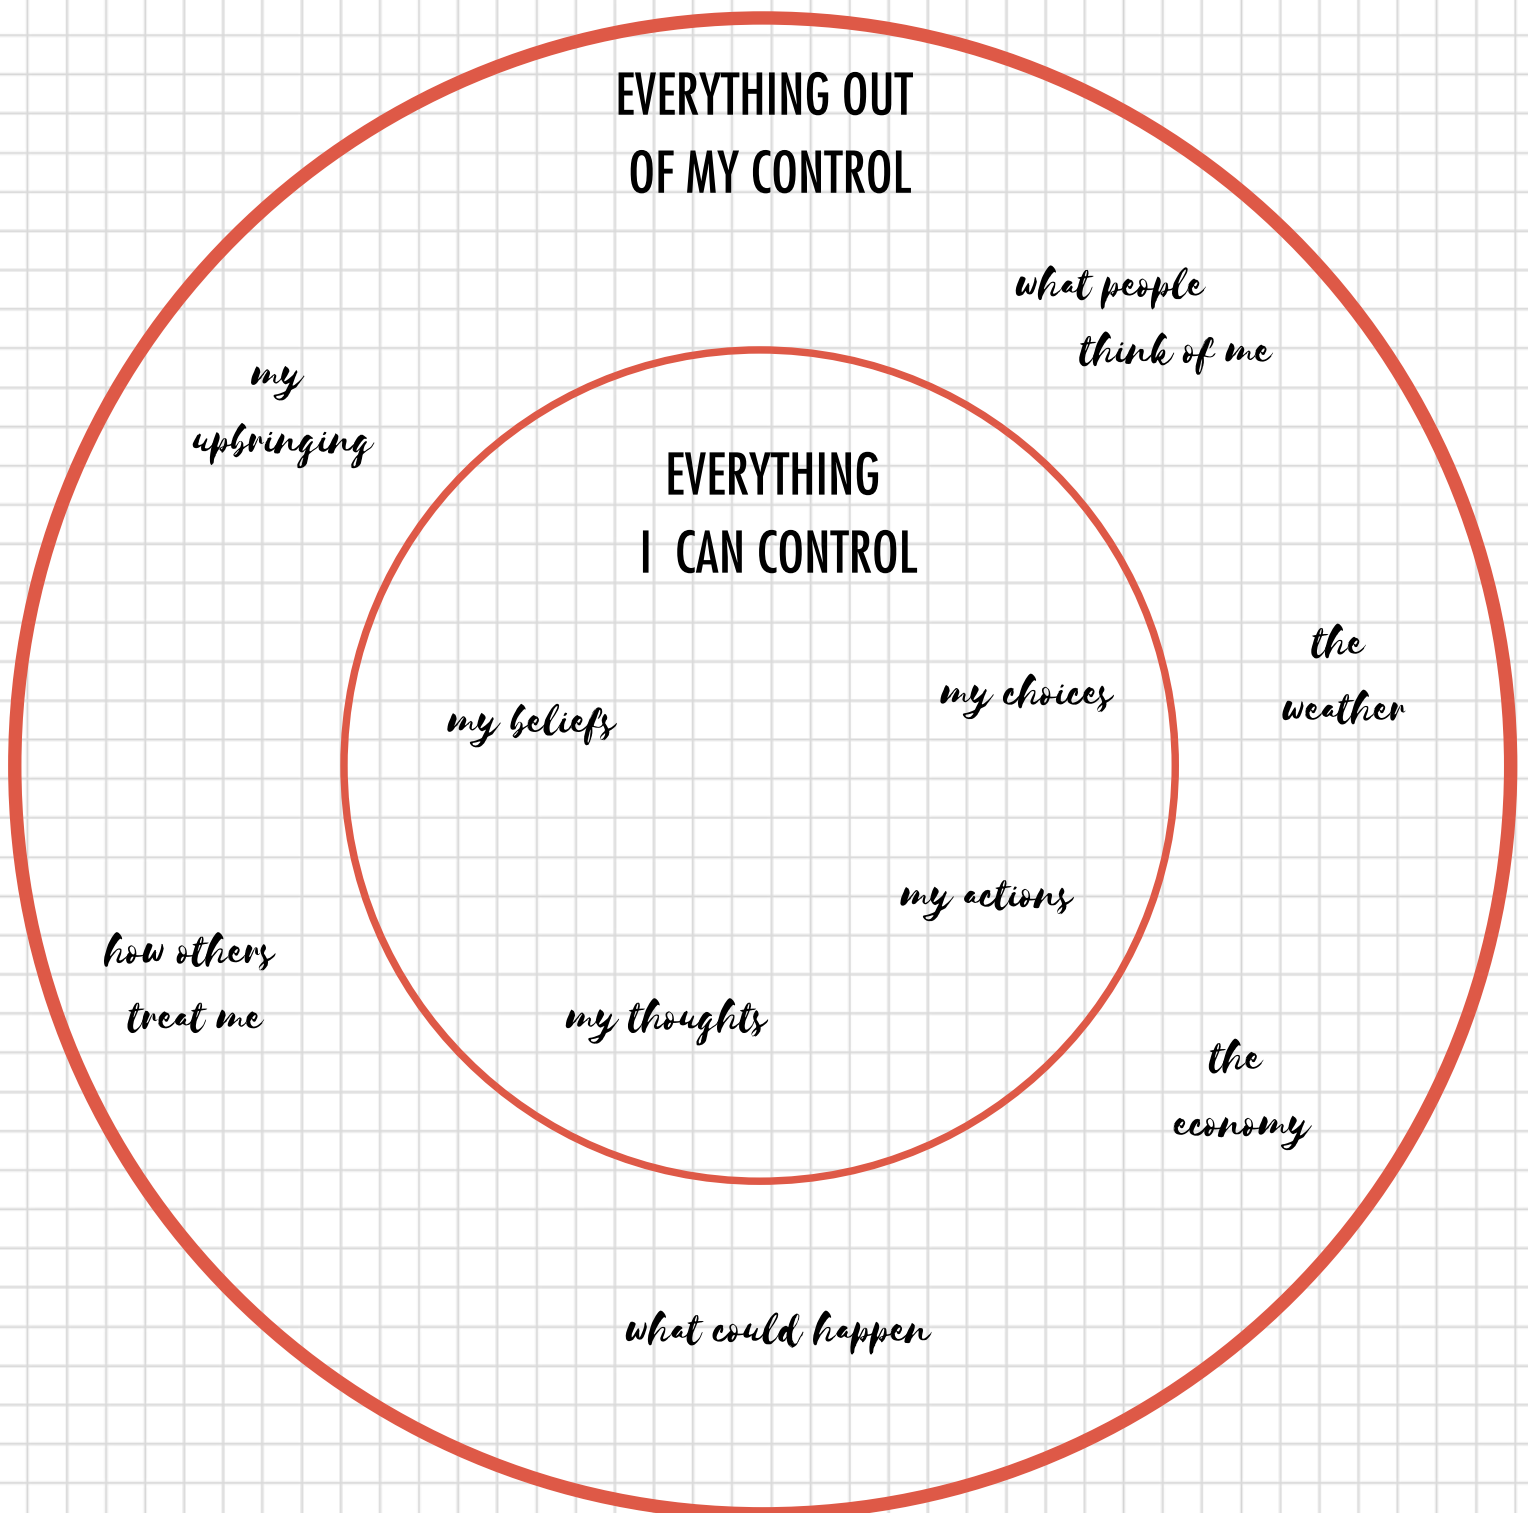 EVERYTHING OUT
OF MY CONTROL
what people
think of me
my
upbringing
EVERYTHING
I CAN CONTROL
the
weather
my choices
my beliefs
my actions
how others
treat me
my thoughts
the
economy
what could happen